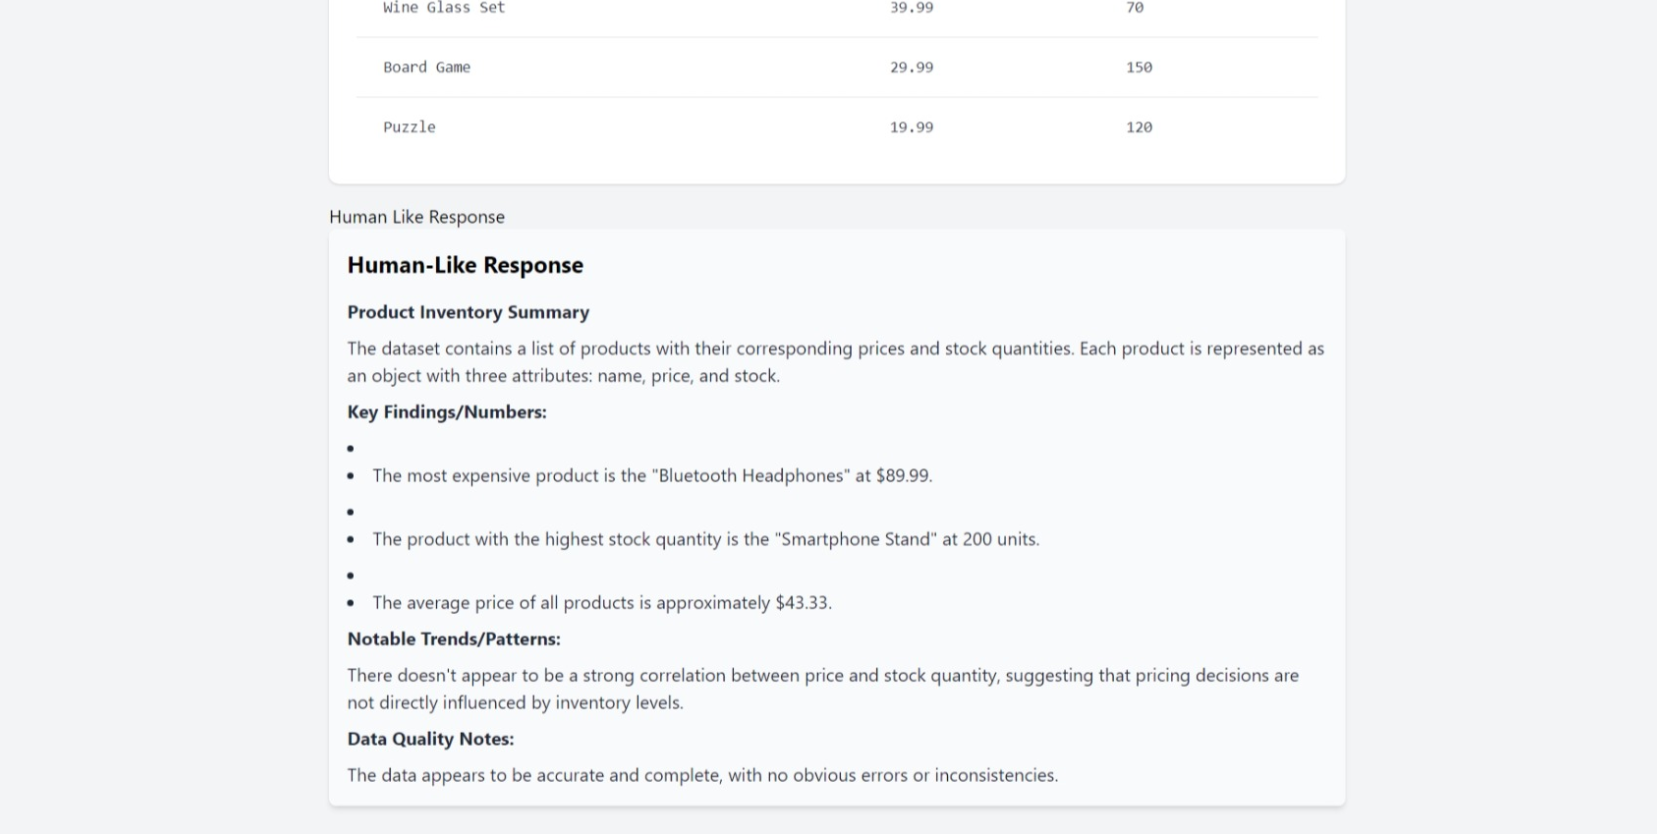 Wine Glass Set 39.99 70
Board Game 29.99 150
Puzzle 19.99 120
Human Like Response
Human-Like Response
Product Inventory Summary
The dataset contains a list of products with their corresponding prices and stock quantities. Each product is represented as
an object with three attributes: name, price, and stock.
Key Findings/Numbers:
•
• The most expensive product is the "Bluetooth Headphones" at $89.99.
•
• The product with the highest stock quantity is the "Smartphone Stand" at 200 units.
•
• The average price of all products is approximately $43.33.
Notable Trends/Patterns:
There doesn't appear to be a strong correlation between price and stock quantity, suggesting that pricing decisions are
not directly influenced by inventory levels.
Data Quality Notes:
The data appears to be accurate and complete, with no obvious errors or inconsistencies.